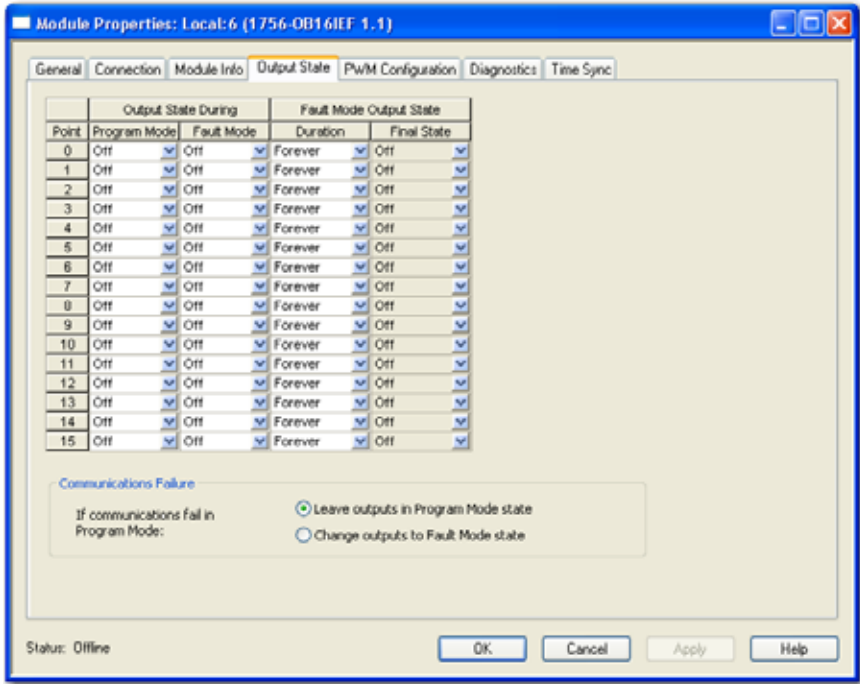 Module Properties: Local:6 (1756-OB16IEF 1.1)
General Connection Module Info Output State PWM Configuration Diagnostics Time Sync
Output State During Fault Mode Output State
Point Program Mode Fault Mode Duration Final State
0 Off Off Forever Off
1 Off Off Forever Off
2 Off Off Forever Off
3 Off Off Forever Off
4 Off Off Forever Off
5 Off Off Forever Off
6 Off Off Forever Off
7 Off Off Forever Off
8 Off Off Forever Off
9 Off Off Forever Off
10 Off Off Forever Off
11 Off Off Forever Off
12 Off Off Forever Off
13 Off Off Forever Off
14 Off Off Forever Off
15 Off Off Forever Off
Communications Failure
If communications fail in
Program Mode:
Leave outputs in Program Mode state
Change outputs to Fault Mode state
Status: Offline OK Cancel Apply Help